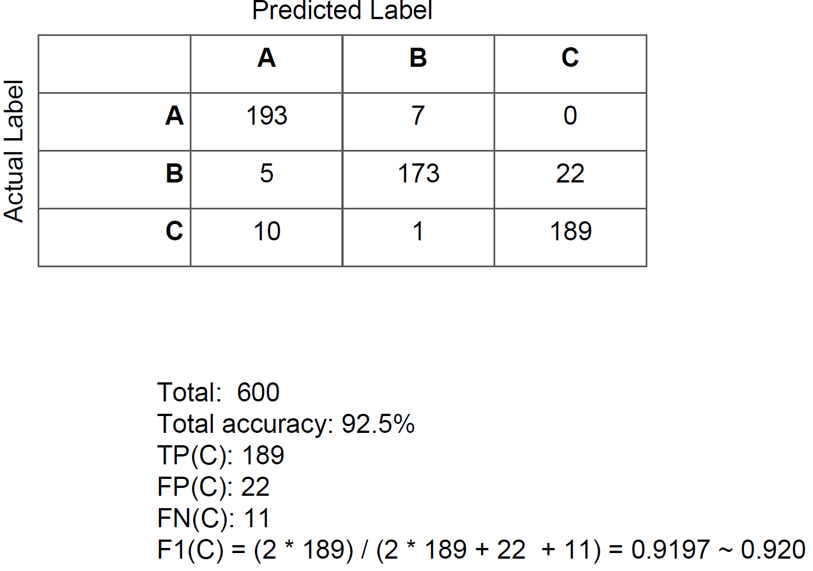 Predicted Label
Actual Label
A B C
A 193 7 0
B 5 173 22
C 10 1 189
Total:  600
Total accuracy: 92.5%
TP(C): 189
FP(C): 22
FN(C): 11
F1(C) = (2 * 189) / (2 * 189 + 22  + 11) = 0.9197 ~ 0.920